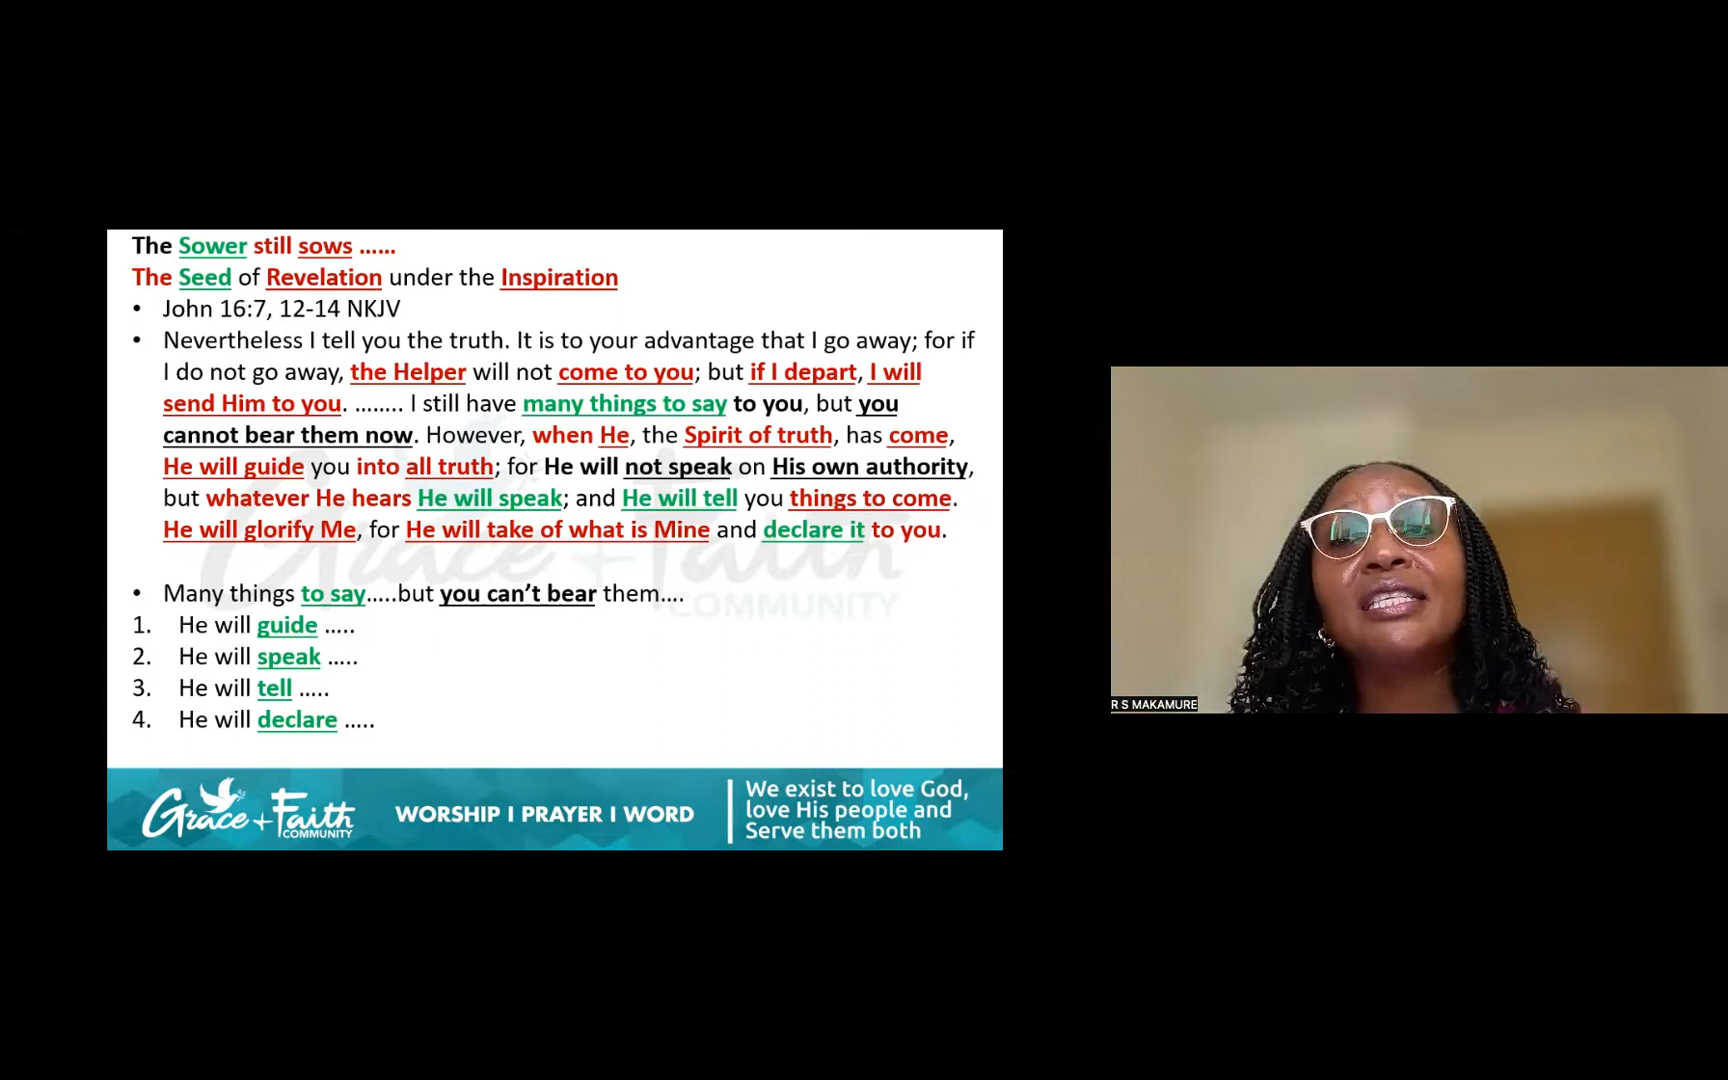 The Sower still sows ......
The Seed of Revelation under the Inspiration
• John 16:7, 12-14 NKJV
• Nevertheless I tell you the truth. It is to your advantage that I go away; for if
I do not go away, the Helper will not come to you; but if I depart, I will
send Him to you. ........ I still have many things to say to you, but you
cannot bear them now. However, when He, the Spirit of truth, has come,
He will guide you into all truth; for He will not speak on His own authority,
but whatever He hears He will speak; and He will tell you things to come.
He will glorify Me, for He will take of what is Mine and declare it to you.
Grace + Faith
COMMUNITY
• Many things to say.....but you can't bear them....
1. He will guide .....
2. He will speak .....
3. He will tell .....
4. He will declare .....
Grace + Faith
COMMUNITY
WORSHIP I PRAYER I WORD
We exist to love God,
love His people and
Serve them both
R S MAKAMURE